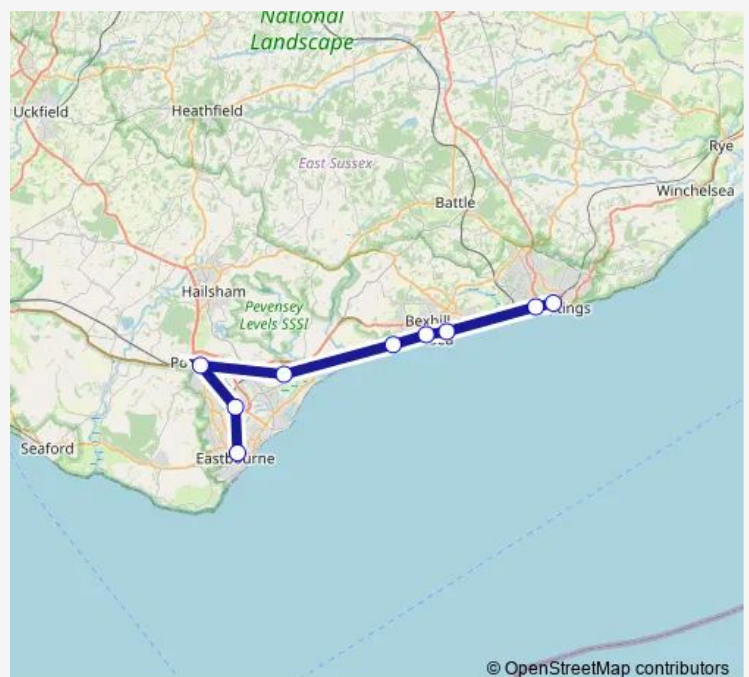 National
Landscape
Uckfield
Heathfield
Rye
East Sussex
Winchelsea
Battle
Hailsham
Pevensey
Levels SSSI
Bexhill
Seaford
Eastbourne
© OpenStreetMap contributors